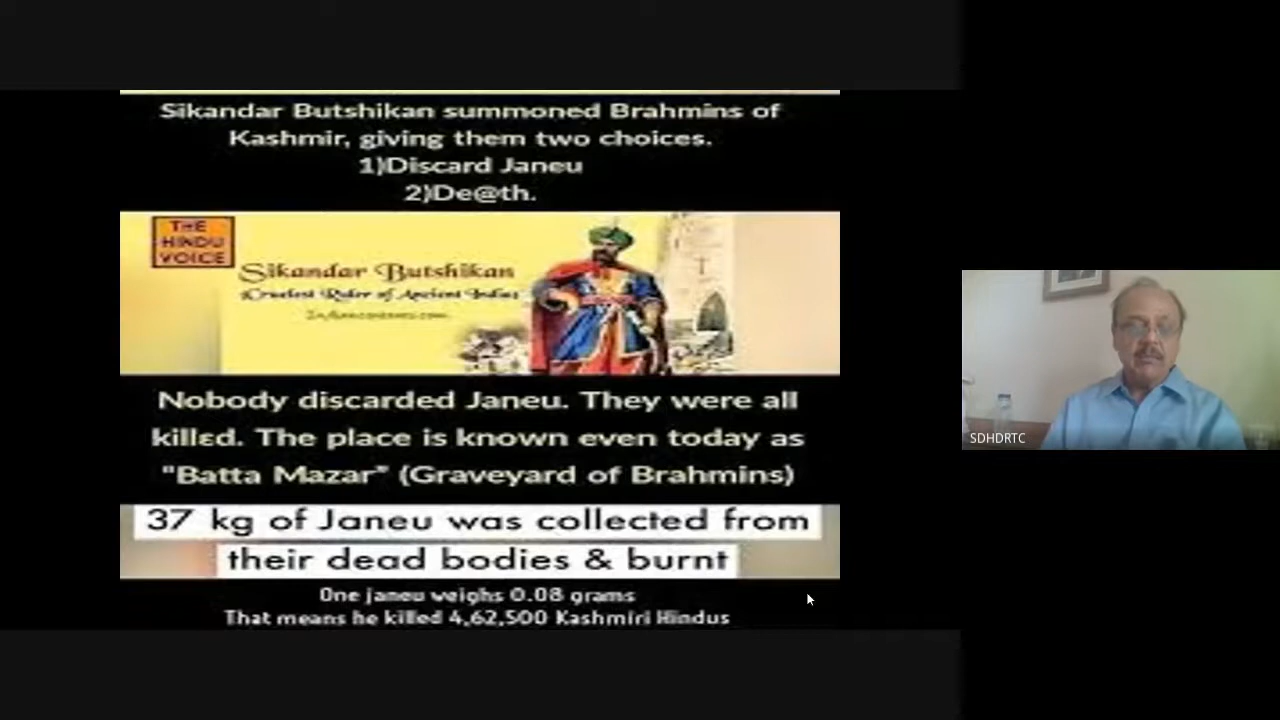 Sikandar Butshikan summoned Brahmins of
Kashmir, giving them two choices.
1)Discard Janeu
2)De@th.
THE
HINDU
VOICE
Sikandar Butshikan
(Cruelest Ruler of Ancient India
Nobody discarded Janeu. They were all
killεd. The place is known even today as
"Batta Mazar" (Graveyard of Brahmins)
37 kg of Janeu was collected from
their dead bodies & burnt
One janeu weighs 0.08 grams
That means he killed 4,62,500 Kashmiri Hindus
SDHDRTC